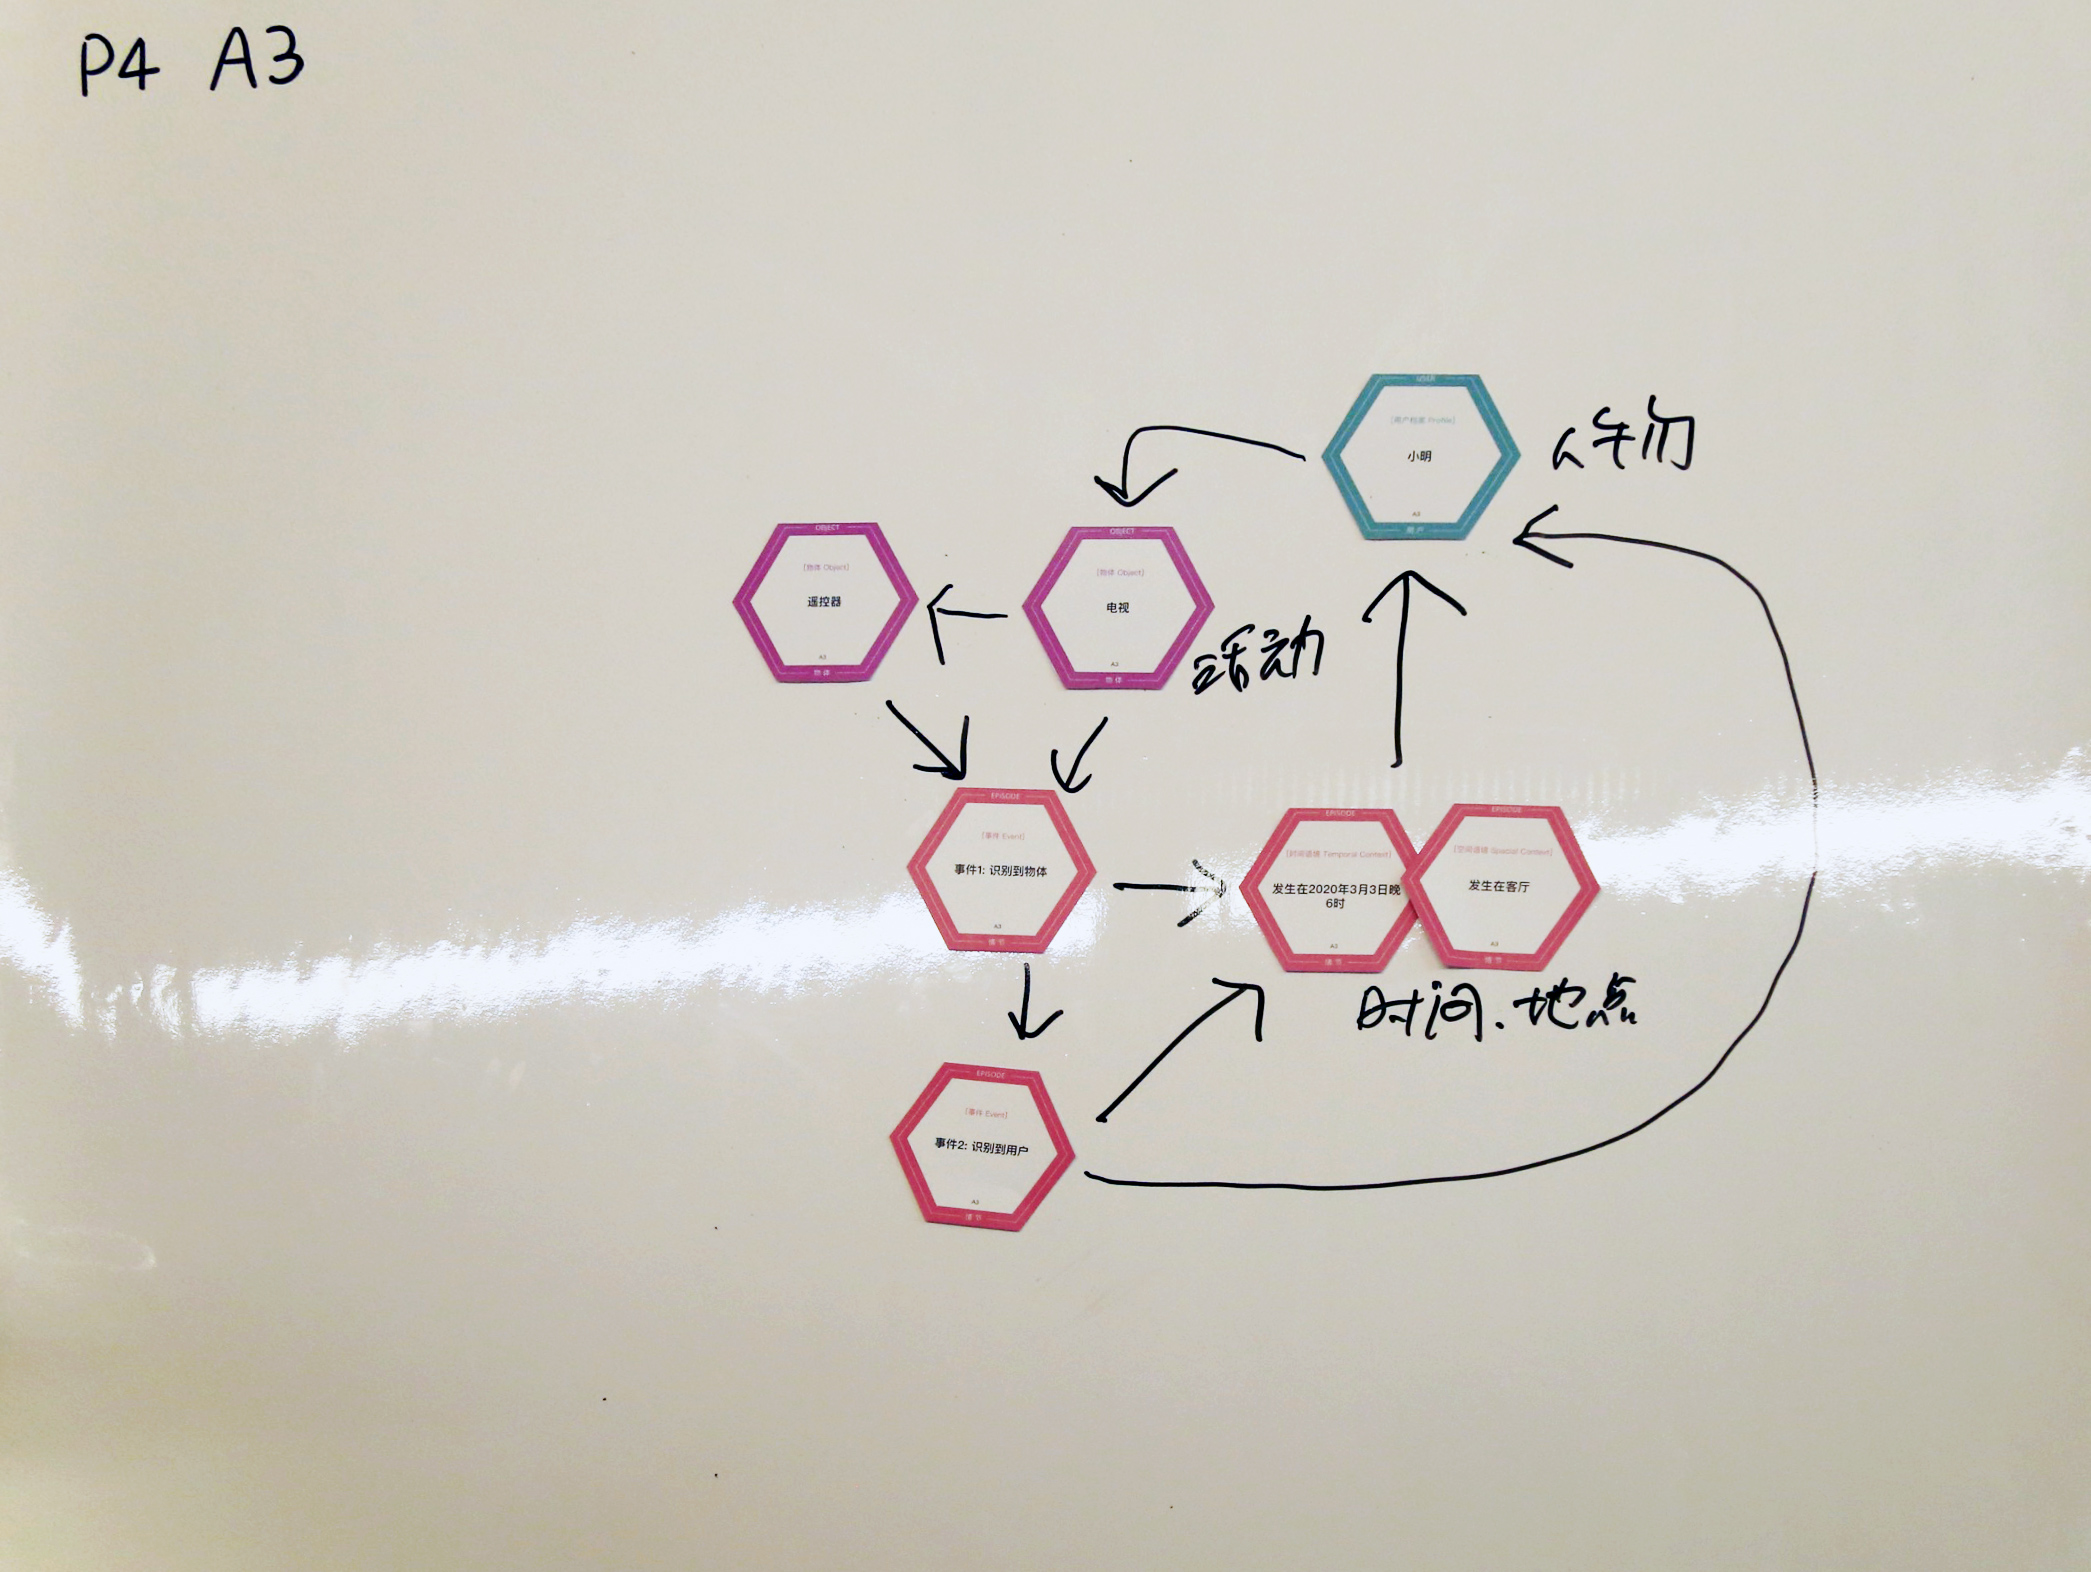 P4 A3
USER
[用户档案 Profile]
小明
A3
用户
人物
OBJECT
[物体 Object]
遥控器
A3
物体
OBJECT
[物体 Object]
电视
A3
物体
活动
EPISODE
[事件 Event]
事件1: 识别到物体
A3
情节
EPISODE
[时间语境 Temporal Context]
发生在2020年3月3日晚
6时
A3
情节
EPISODE
[空间语境 Spacial Context]
发生在客厅
A3
情节
时间、地点
EPISODE
[事件 Event]
事件2: 识别到用户
A3
情节